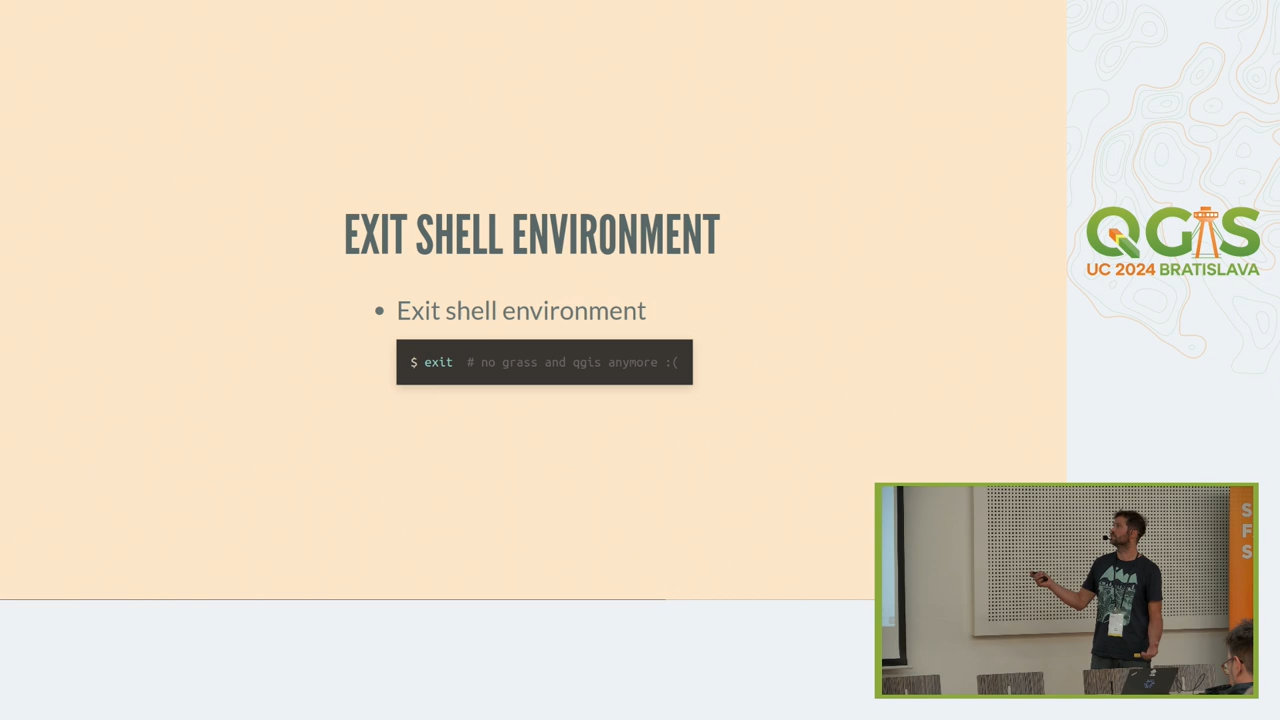 EXIT SHELL ENVIRONMENT
• Exit shell environment
$ exit # no grass and qgis anymore :(
QGIS
UC 2024 BRATISLAVA
S
F
S